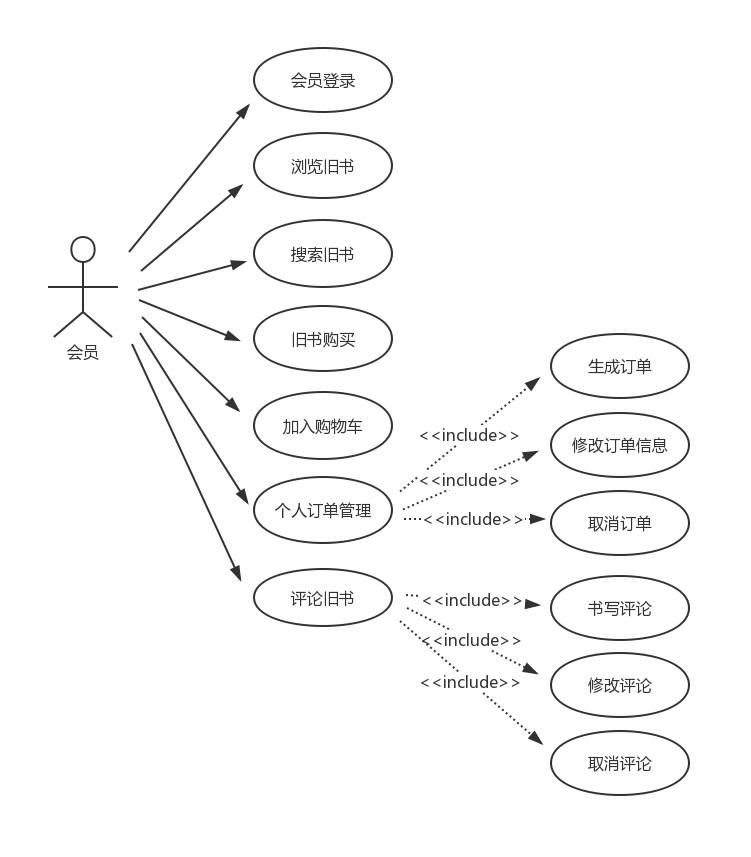 会员登录
浏览旧书
搜索旧书
会员
旧书购买
生成订单
加入购物车
<<include>>
修改订单信息
<<include>>
个人订单管理
<<include>>
取消订单
评论旧书
<<include>>
书写评论
<<include>>
修改评论
<<include>>
取消评论